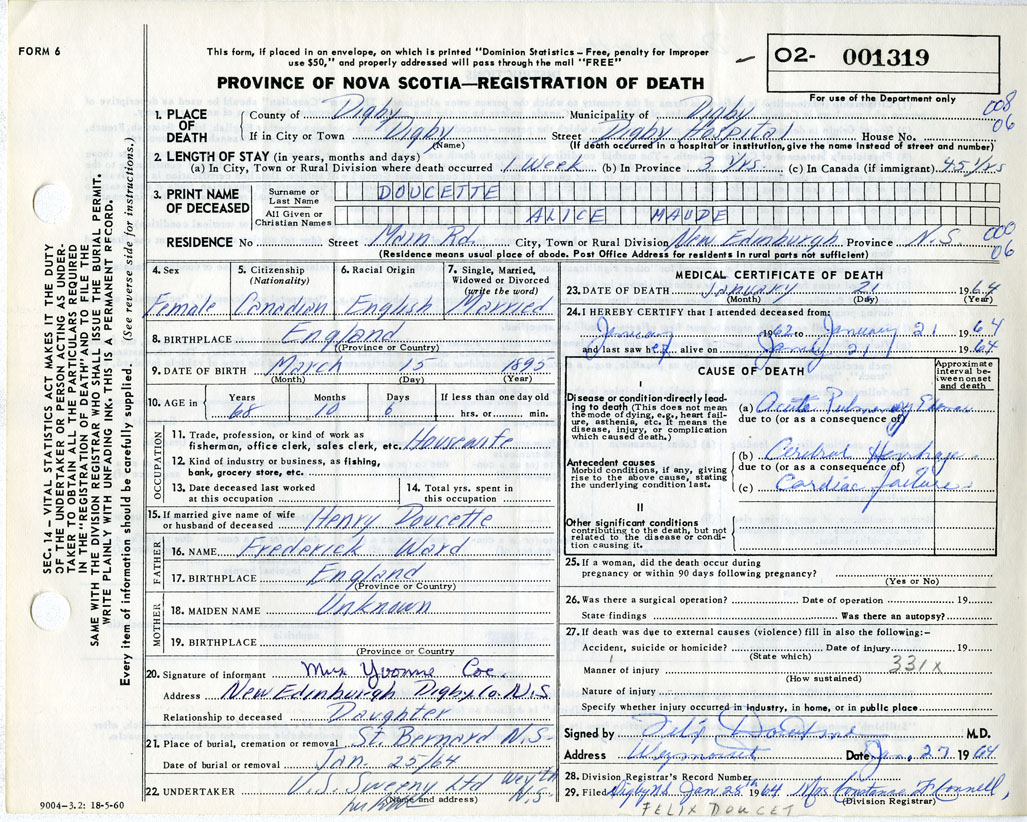 FORM 6
This form, if placed in an envelope, on which is printed "Dominion Statistics—Free, penalty for improper
use $50," and properly addressed will pass through the mail "FREE"
PROVINCE OF NOVA SCOTIA—REGISTRATION OF DEATH
O2- 001319
For use of the Department only
008
06
1. PLACE OF DEATH
County of Digby Municipality of Digby
If in City or Town Digby Street Digby Hospital House No.
(Name) (If death occurred in a hospital or institution, give the name instead of street and number)
2. LENGTH OF STAY (in years, months and days)
(a) In City, Town or Rural Division where death occurred 1 Week (b) In Province 3 Yrs (c) In Canada (if immigrant) 45 Yrs
3. PRINT NAME OF DECEASED
Surname or Last Name DOUCETTE
All Given or Christian Names ALICE MAUDE
RESIDENCE No Street Main Rd. City, Town or Rural Division New Edinburgh Province N.S.
000
06
(Residence means usual place of abode. Post Office Address for residents in rural parts not sufficient)
4. Sex
Female
5. Citizenship
(Nationality)
Canadian
6. Racial Origin
English
7. Single, Married,
Widowed or Divorced
(write the word)
Married
8. BIRTHPLACE England
(Province or Country)
9. DATE OF BIRTH March 15 1895
(Month) (Day) (Year)
10. AGE in
Years Months Days If less than one day old
68 10 6 hrs. or min.
OCCUPATION
11. Trade, profession, or kind of work as
fisherman, office clerk, sales clerk, etc. Housewife
12. Kind of industry or business, as fishing,
bank, grocery store, etc.
13. Date deceased last worked
at this occupation
14. Total yrs. spent in
this occupation
15. If married give name of wife
or husband of deceased Henry Doucette
FATHER
16. NAME Frederick Ward
17. BIRTHPLACE England
(Province or Country)
MOTHER
18. MAIDEN NAME Unknown
19. BIRTHPLACE
(Province or Country)
20. Signature of informant Mrs Yvonne Coe
Address New Edinburgh Digby Co. N.S
Relationship to deceased Daughter
21. Place of burial, cremation or removal St. Bernard N.S.
Date of burial or removal Jan. 25/64
22. UNDERTAKER V.S. Sweeny Ltd
N.S.
(Name and address)
MEDICAL CERTIFICATE OF DEATH
23. DATE OF DEATH January 21 1964
(Month) (Day) (Year)
24. I HEREBY CERTIFY that I attended deceased from:
January 1962 to January 21 1964
and last saw her alive on January 21 1964
CAUSE OF DEATH
Approximate
interval between onset
and death
I
Disease or condition directly leading to death (This does not
mean the mode of dying, e.g., heart failure, asthenia, etc. It means the
disease, injury, or complication
which caused death.)
(a) Acute Pulmonary Edema
due to (or as a consequence of)
Antecedent causes
Morbid conditions, if any, giving
rise to the above cause, stating
the underlying condition last.
(b) Cerebral Hemorrhage
due to (or as a consequence of)
(c) Cardiac failure
II
Other significant conditions
contributing to the death, but not
related to the disease or condition causing it.
25. If a woman, did the death occur during
pregnancy or within 90 days following pregnancy?
(Yes or No)
26. Was there a surgical operation? Date of operation 19
State findings Was there an autopsy?
27. If death was due to external causes (violence) fill in also the following:—
Accident, suicide or homicide? Date of injury 19
(State which)
Manner of injury 331X
(How sustained)
Nature of injury
Specify whether injury occurred in industry, in home, or in public place
Signed by M.D.
Address Date Jan. 27 1964
28. Division Registrar's Record Number
29. Filed Digby N.S. Jan 28th 1964 Mrs Constance
(Division Registrar)
FELIX DOUCET
9004-3.2: 18-5-60
SEC. 14 — VITAL STATISTICS ACT MAKES IT THE DUTY
OF THE UNDERTAKER OR PERSON ACTING AS UNDERTAKER TO OBTAIN ALL THE PARTICULARS REQUIRED
IN THE "REGISTRATION OF DEATH" AND TO FILE THE
SAME WITH THE DIVISION REGISTRAR WHO SHALL ISSUE THE BURIAL PERMIT.
WRITE PLAINLY WITH UNFADING INK. THIS IS A PERMANENT RECORD.
Every item of information should be carefully supplied. (See reverse side for instructions.)